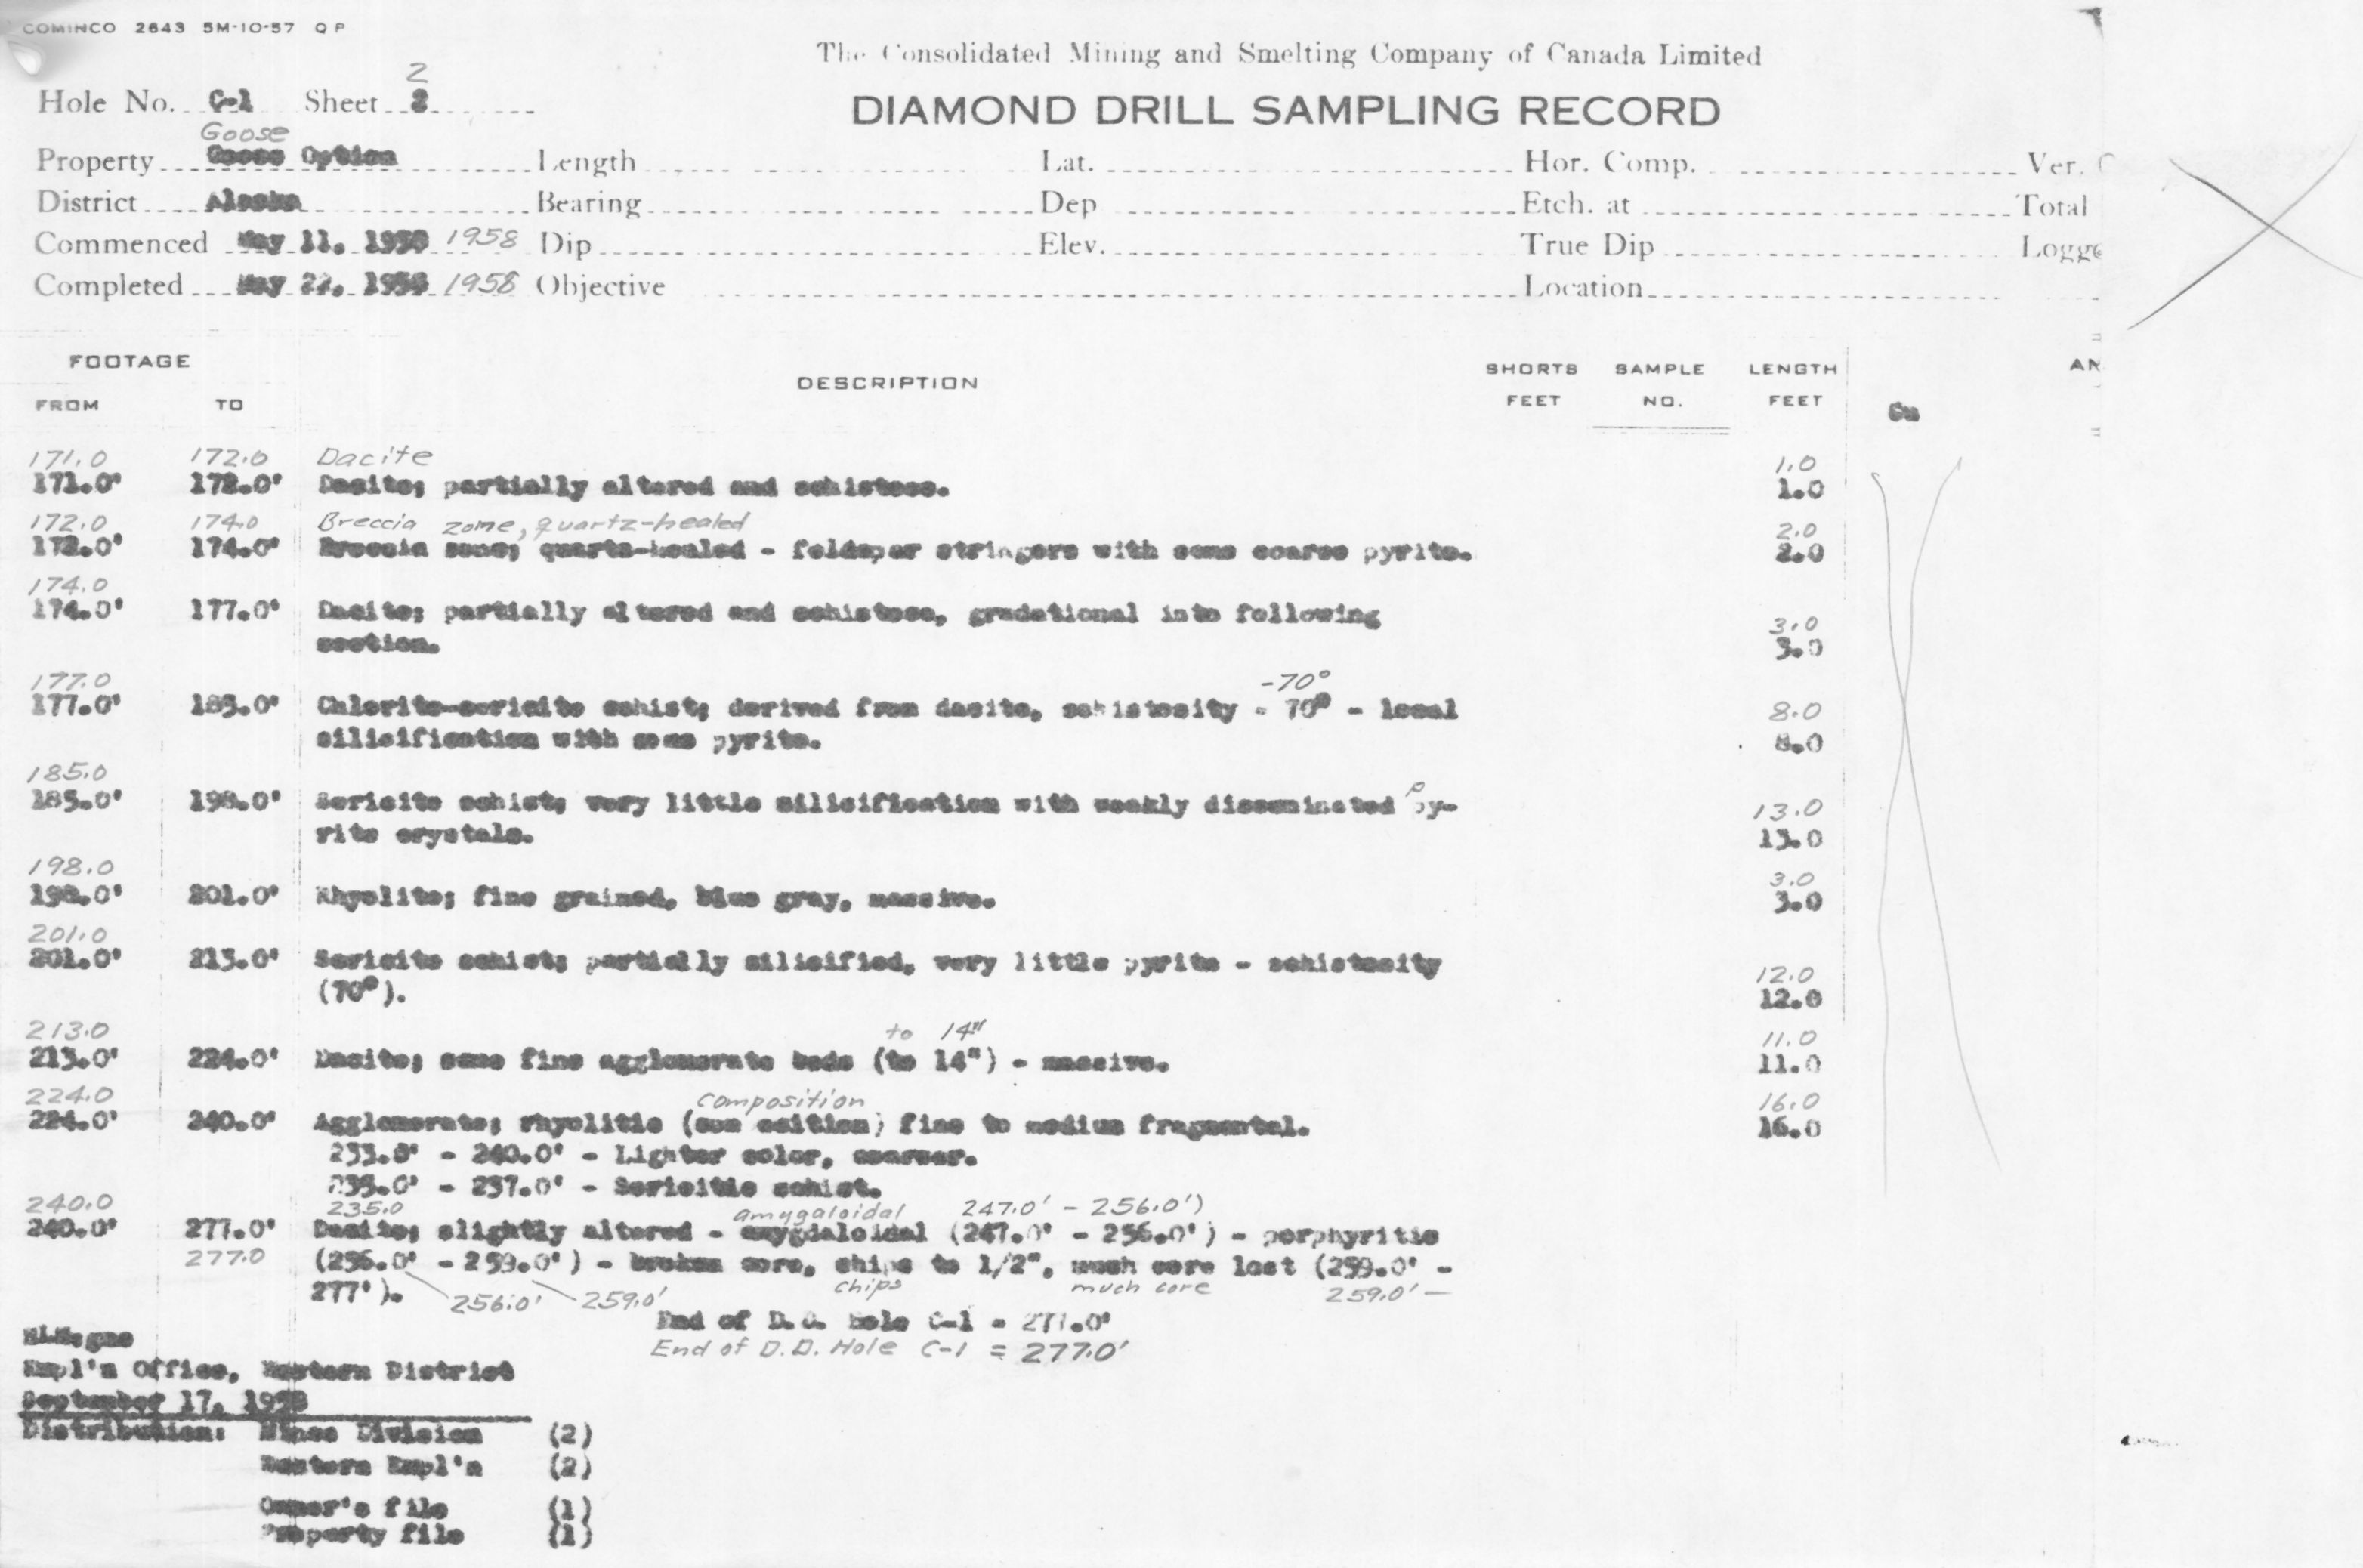 COMINCO 2643 5M-10-57 Q P
The Consolidated Mining and Smelting Company of Canada Limited
2
Hole No. C-1 Sheet 2
DIAMOND DRILL SAMPLING RECORD
Goose
Property Goose Option Length Lat. Hor. Comp. Ver.
District Alaska Bearing Dep Etch. at Total
Commenced May 11, 1958 1958 Dip Elev. True Dip Logge
Completed May 22, 1958 1958 Objective Location
FOOTAGE
DESCRIPTION
SHORTS SAMPLE LENGTH AN
FROM TO FEET NO. FEET
Cu
171.0 172.0 Dacite 1.0
171.0' 172.0' Dacite; partially altered and schistose. 1.0
172.0 174.0 Breccia zone, quartz-healed 2.0
172.0' 174.0' Breccia zone; quartz-healed - feldspar stringers with some coarse pyrite. 2.0
174.0
174.0' 177.0' Dacite; partially altered and schistose, gradational into following
3.0
section. 3.0
177.0 -70°
177.0' 185.0' Chlorite-sericite schist; derived from dacite, schistosity - 70° - local
8.0
silicification with some pyrite. 8.0
185.0 p
185.0' 198.0' Sericite schist; very little silicification with weakly disseminated py-
13.0
rite crystals. 13.0
198.0 3.0
198.0' 201.0' Rhyolite; fine grained, blue gray, massive. 3.0
201.0
201.0' 213.0' Sericite schist; partially silicified, very little pyrite - schistosity
12.0
(70°). 12.0
213.0 to 14" 11.0
213.0' 224.0' Dacite; some fine agglomerate beds (to 14") - massive. 11.0
224.0 composition 16.0
224.0' 240.0' Agglomerate; rhyolitic (com osition) fine to medium fragmental. 16.0
233.0' - 240.0' - Lighter color, coarser.
235.0' - 237.0' - Sericitic schist.
240.0 235.0 amygaloidal 247.0' - 256.0')
240.0' 277.0' Dacite; slightly altered - amygdaloidal (247.0' - 256.0') - porphyritic
277.0 (256.0' - 259.0') - broken core, chips to 1/2", much core lost (259.0' -
277'). 256.0' 259.0' chips much core 259.0' -
End of D.D. hole C-1 - 277.0'
End of D.D. Hole C-1 = 277.0'
Expl'n Office, Western District
September 17, 1958
Distribution: Mines Division (2)
Western Expl'n (2)
Owner's file (1)
Property file (1)